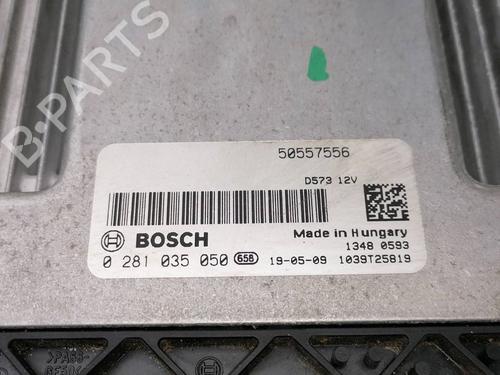 B-PARTS
50557556
D573 12V
BOSCH
Made in Hungary
1348 0593
0 281 035 050 658 19-05-09 1039T25819
>PA66-